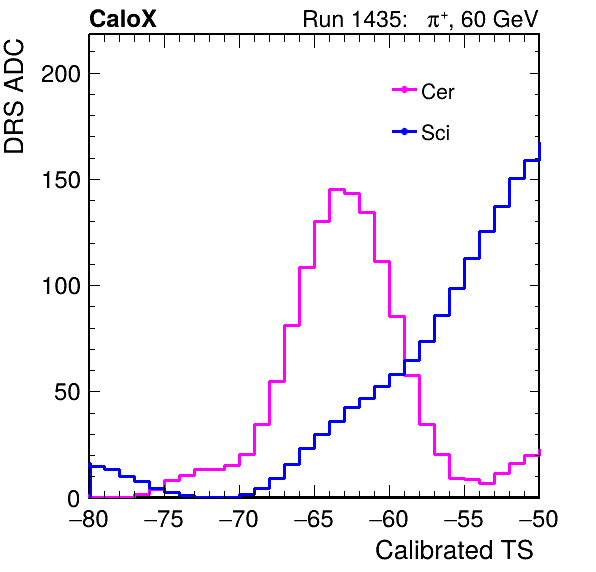 CaloX Run 1435: π⁺, 60 GeV
DRS ADC
200
150
100
50
0
Cer
Sci
−80 −75 −70 −65 −60 −55 −50
Calibrated TS